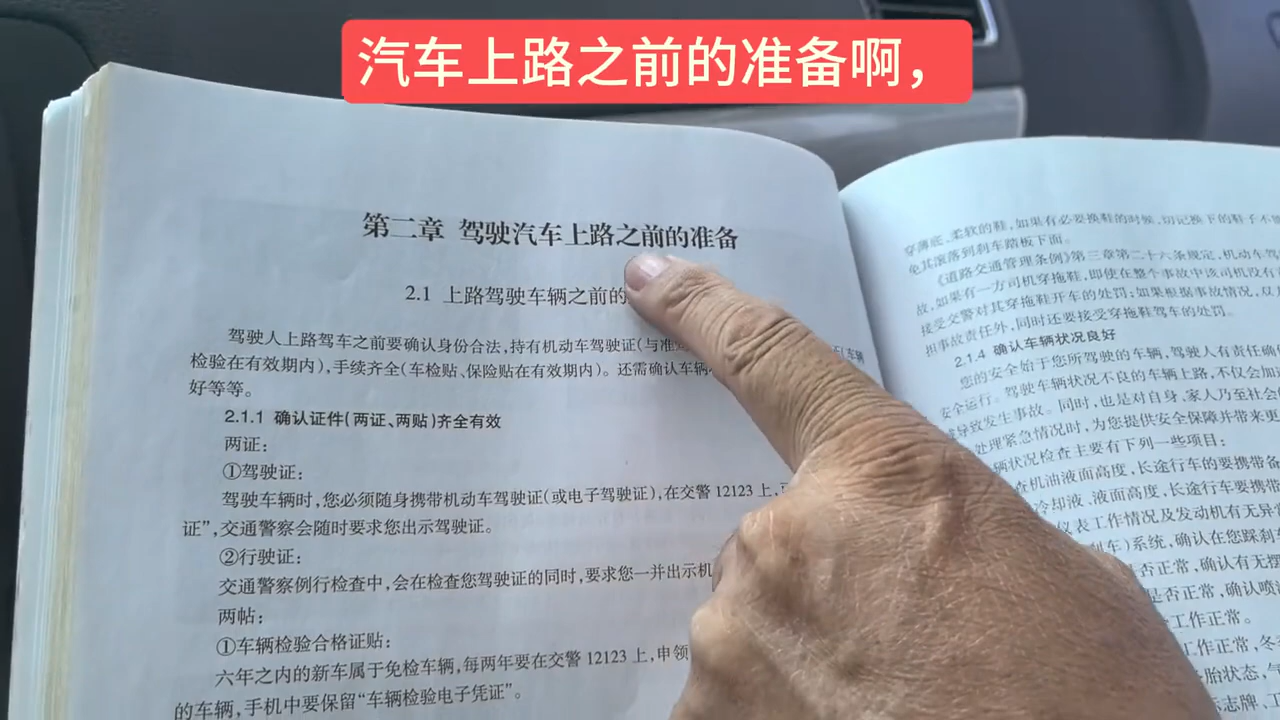 汽车上路之前的准备啊，
第二章 驾驶汽车上路之前的准备
2.1 上路驾驶车辆之前的
驾驶人上路驾车之前要确认身份合法，持有机动车驾驶证（与准
检验在有效期内），手续齐全（车检贴、保险贴在有效期内）。还需确认车辆
好等等。
2.1.1 确认证件（两证、两贴）齐全有效
两证：
①驾驶证：
驾驶车辆时，您必须随身携带机动车驾驶证（或电子驾驶证），在交警 12123 上，
证”，交通警察会随时要求您出示驾驶证。
②行驶证：
交通警察例行检查中，会在检查您驾驶证的同时，要求您一并出示机
两帖：
①车辆检验合格证贴：
六年之内的新车属于免检车辆，每两年要在交警 12123 上，申领
的车辆，手机中要保留“车辆检验电子凭证”。
穿薄底、柔软的鞋，如果有必要换鞋的时候，切记换下的鞋子不
免其滚落到刹车踏板下面。
《道路交通管理条例》第三章第二十六条规定，机动车驾
故，如果有一方司机穿拖鞋，即使在整个事故中该司机没有
接受交警对其穿拖鞋开车的处罚；如果根据事故情况，双
担事故责任外，同时还要接受穿拖鞋驾车的处罚。
2.1.4 确认车辆状况良好
您的安全始于您所驾驶的车辆，驾驶人有责任确
安全运行。驾驶车辆状况不良的车辆上路，不仅会加
导致发生事故。同时，也是对自身、家人乃至社会
处理紧急情况时，为您提供安全保障并带来更
辆状况检查主要有下列一些项目：
查机油液面高度，长途行车的要携带备
冷却液、液面高度，长途行车要携带
仪表工作情况及发动机有无异
刹车）系统，确认在您踩刹
否正常，确认有无摆
是否正常，确认喷
工作正常。
工作正常，冬
胎状态，气
志牌、工